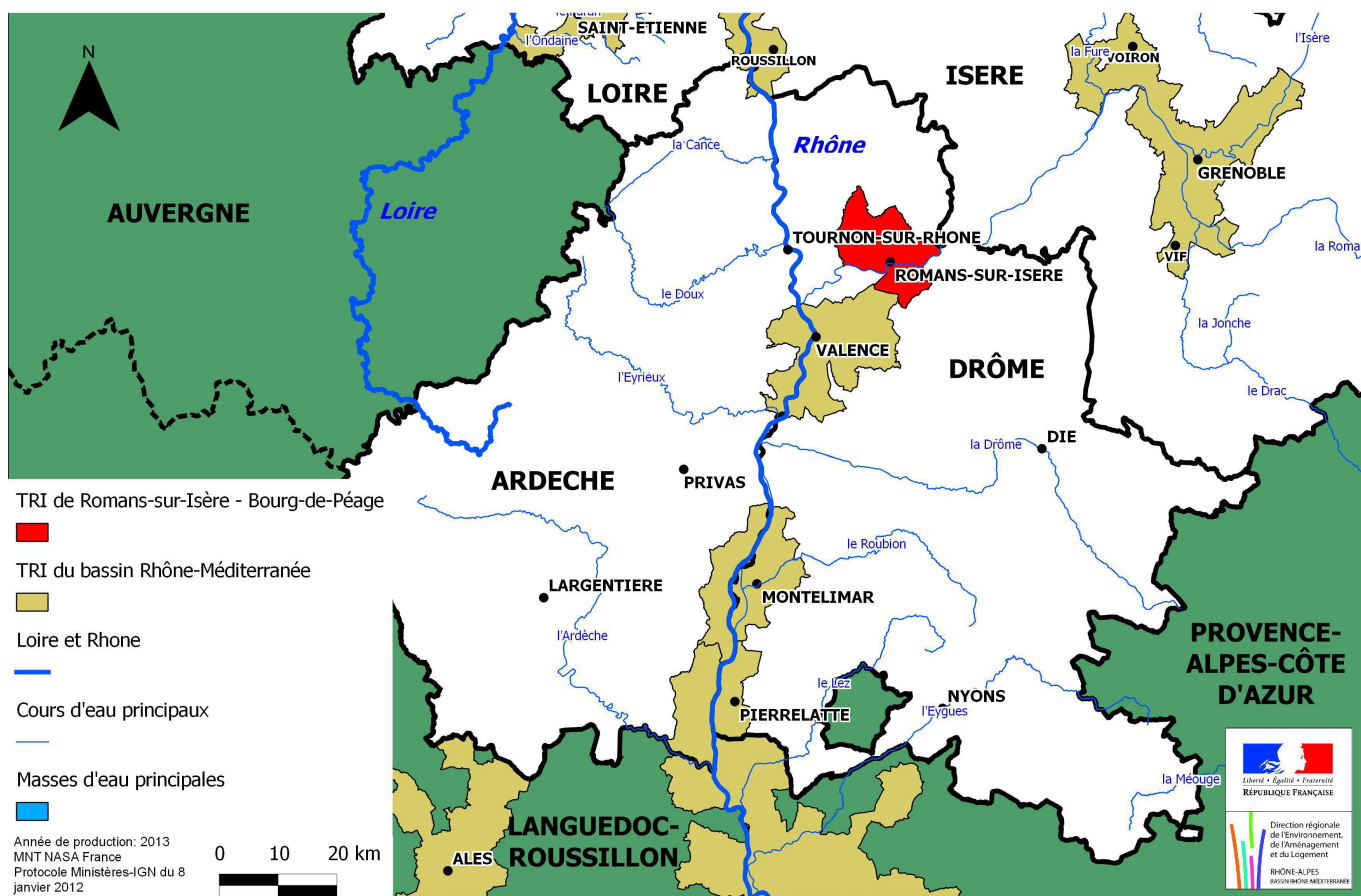 N
l'Ondaine
SAINT-ETIENNE
ROUSSILLON
la Fure
VOIRON
l'Isère
LOIRE
ISERE
la Cance
Rhône
GRENOBLE
AUVERGNE
Loire
TOURNON-SUR-RHONE
la Roma
VIF
ROMANS-SUR-ISERE
le Doux
la Jonche
VALENCE
DRÔME
l'Eyrieux
le Drac
la Drôme
DIE
ARDECHE
PRIVAS
TRI de Romans-sur-Isère - Bourg-de-Péage
le Roubion
TRI du bassin Rhône-Méditerranée
LARGENTIERE
MONTELIMAR
l'Ardèche
Loire et Rhone
PROVENCE-
ALPES-CÔTE
D'AZUR
le Lez
NYONS
l'Eygues
Cours d'eau principaux
PIERRELATTE
Masses d'eau principales
la Méouge
Liberté • Égalité • Fraternité
RÉPUBLIQUE FRANÇAISE
Année de production: 2013
MNT NASA France
Protocole Ministères-IGN du 8
janvier 2012
0 10 20 km
ALES
LANGUEDOC-
ROUSSILLON
Direction régionale
de l'Environnement,
de l'Aménagement
et du Logement
RHÔNE-ALPES
BASSIN RHÔNE-MÉDITERRANÉE